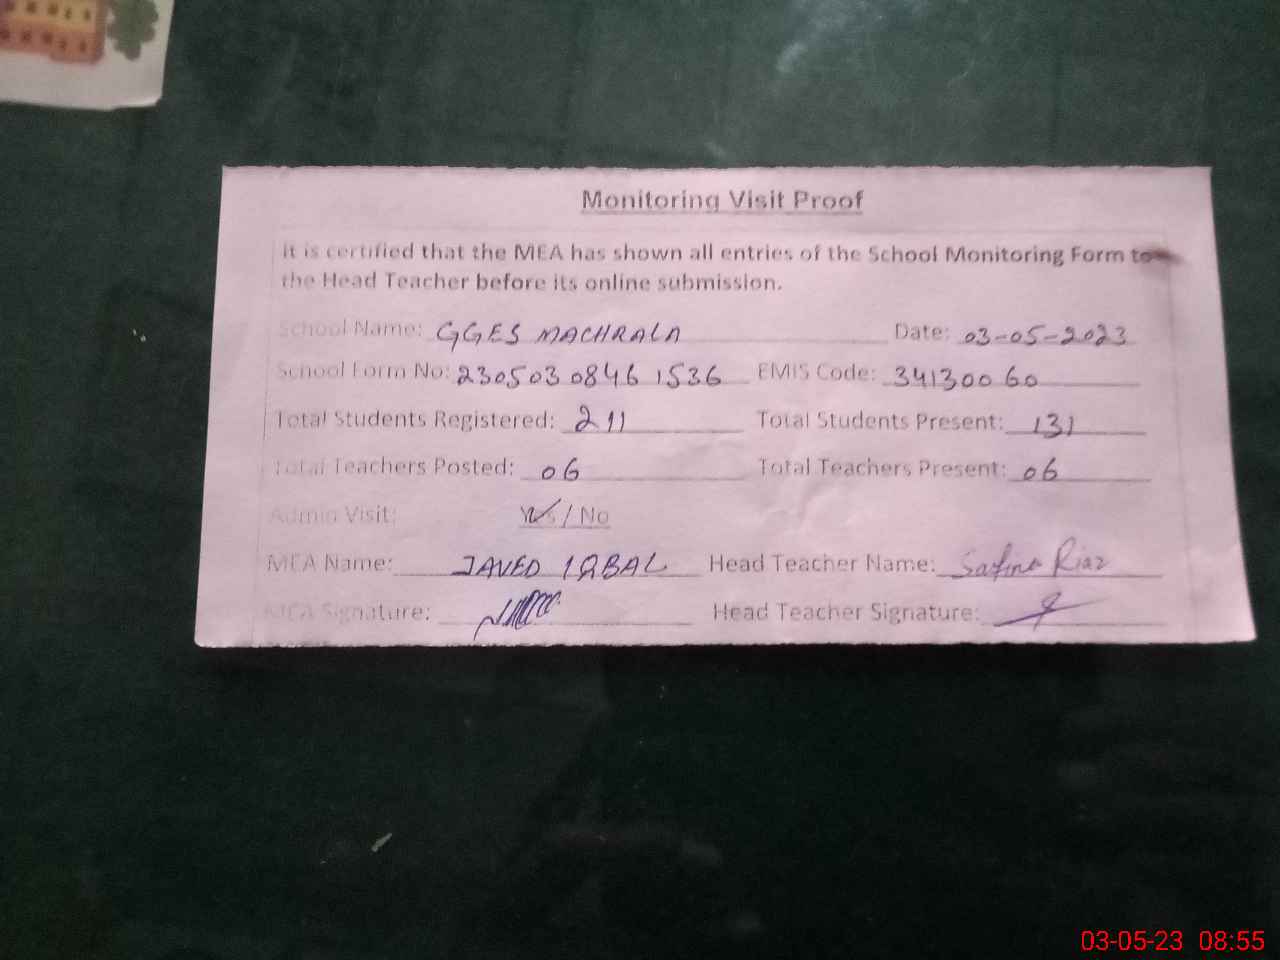 Monitoring Visit Proof
It is certified that the MEA has shown all entries of the School Monitoring Form to
the Head Teacher before its online submission.
School Name: GGES MACHRALA Date: 03-05-2023
School Form No: 23050308461536 EMIS Code: 34130060
Total Students Registered: 211 Total Students Present: 131
Total Teachers Posted: 06 Total Teachers Present: 06
Admin Visit: Yes / No
MEA Name: JAVED IQBAL Head Teacher Name: Riaz
MEA Signature: Head Teacher Signature:
03-05-23 08:55